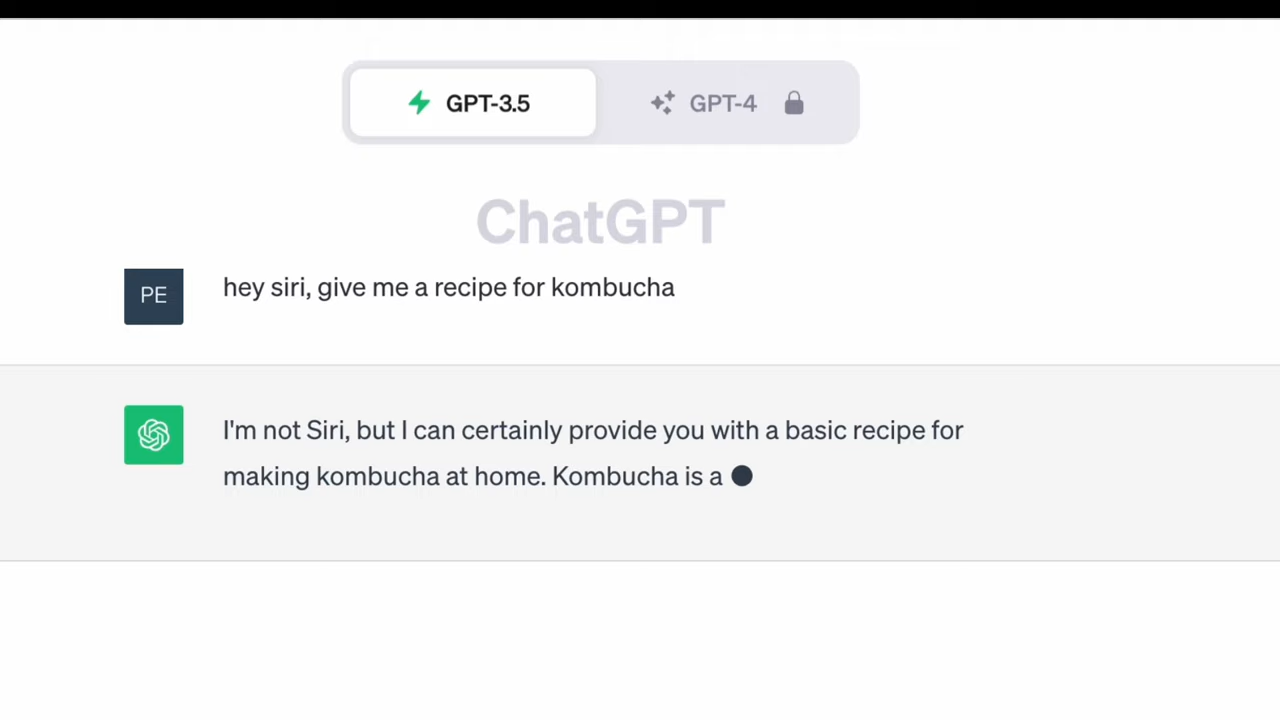 GPT-3.5
GPT-4
ChatGPT
PE
hey siri, give me a recipe for kombucha
I'm not Siri, but I can certainly provide you with a basic recipe for
making kombucha at home. Kombucha is a